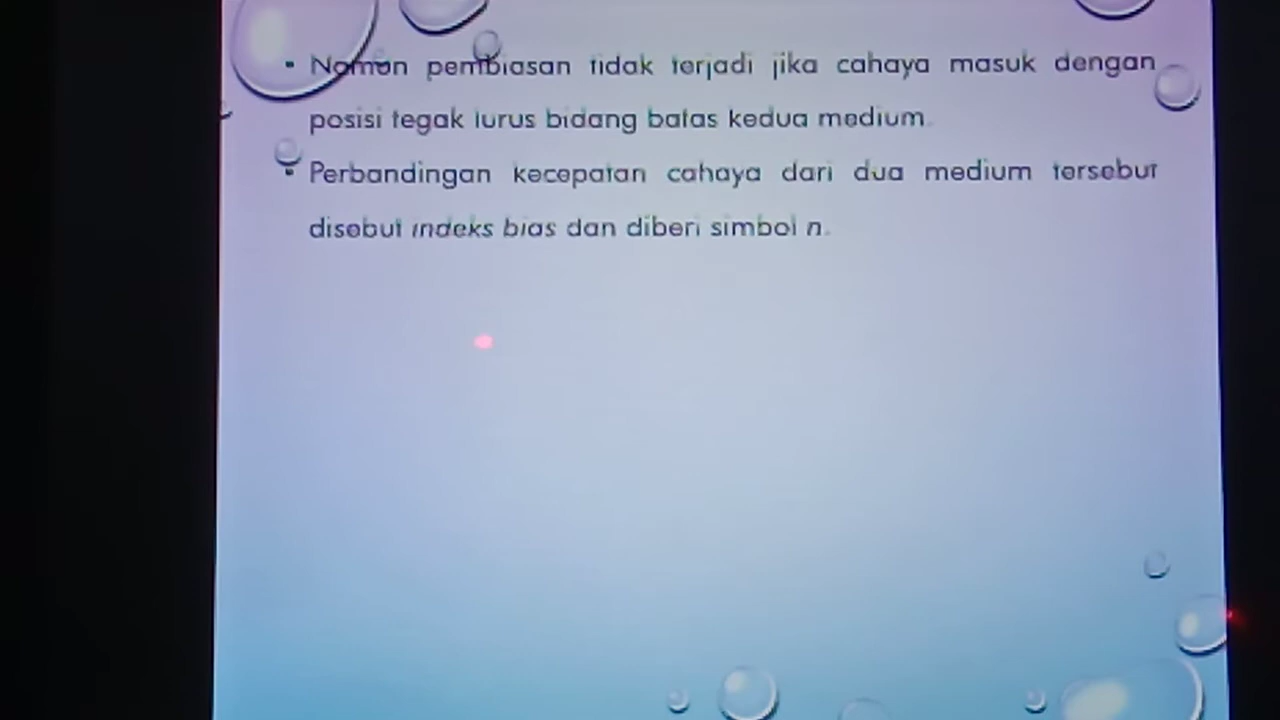 • Nomon pembiasan tidak terjadi jika cahaya masuk dengan
posisi tegak lurus bidang batas kedua medium.
• Perbandingan kecepatan cahaya dari dua medium tersebut
disebut indeks bias dan diberi simbol n.